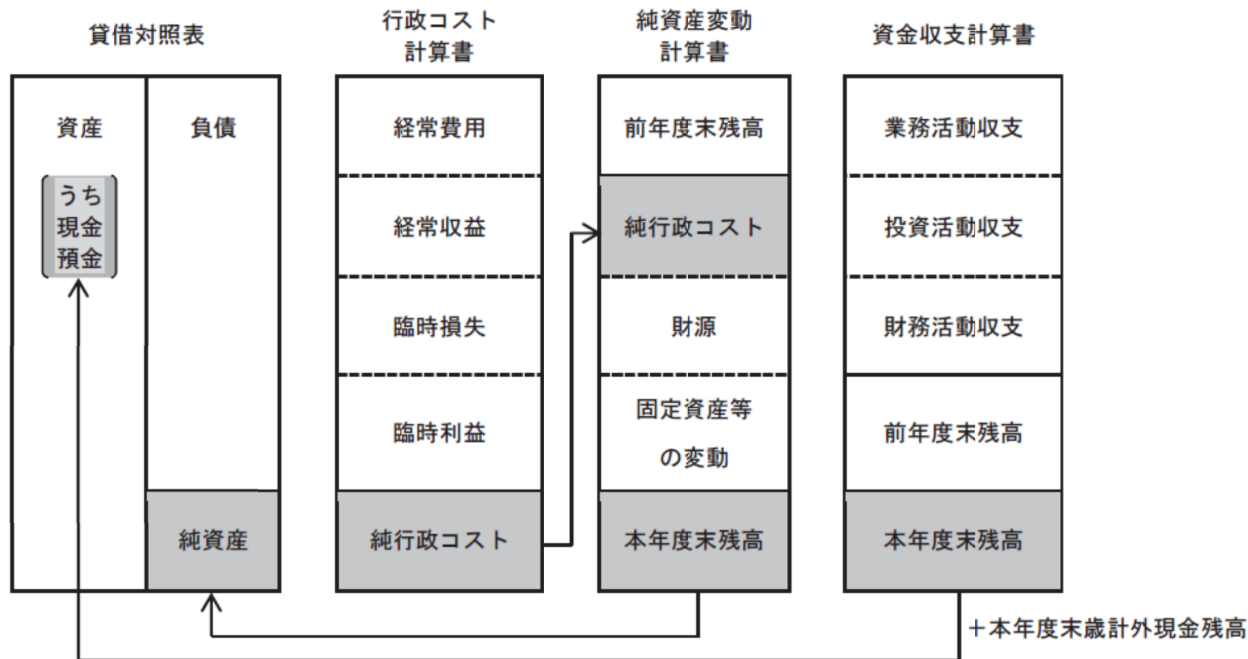 貸借対照表
行政コスト
計算書
純資産変動
計算書
資金収支計算書
資産
うち
現金
預金
負債
純資産
経常費用
経常収益
臨時損失
臨時利益
純行政コスト
前年度末残高
純行政コスト
財源
固定資産等
の変動
本年度末残高
業務活動収支
投資活動収支
財務活動収支
前年度末残高
本年度末残高
＋本年度末歳計外現金残高